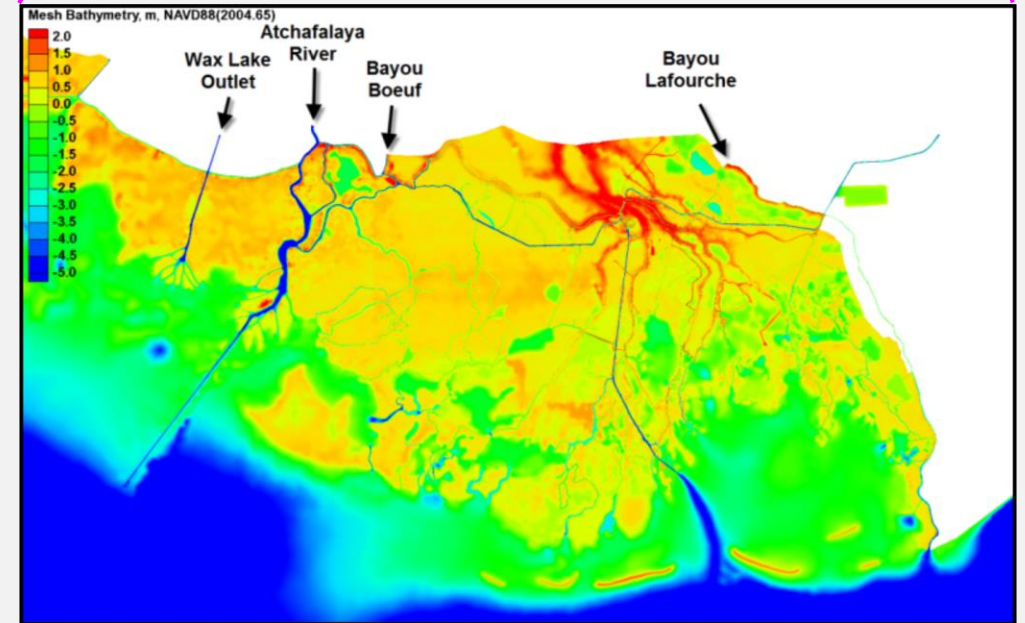 Mesh Bathymetry, m, NAVD88(2004.65)
2.0
1.5
1.0
0.5
0.0
-0.5
-1.0
-1.5
-2.0
-2.5
-3.0
-3.5
-4.0
-4.5
-5.0
Wax Lake
Outlet
Atchafalaya
River
Bayou
Boeuf
Bayou
Lafourche